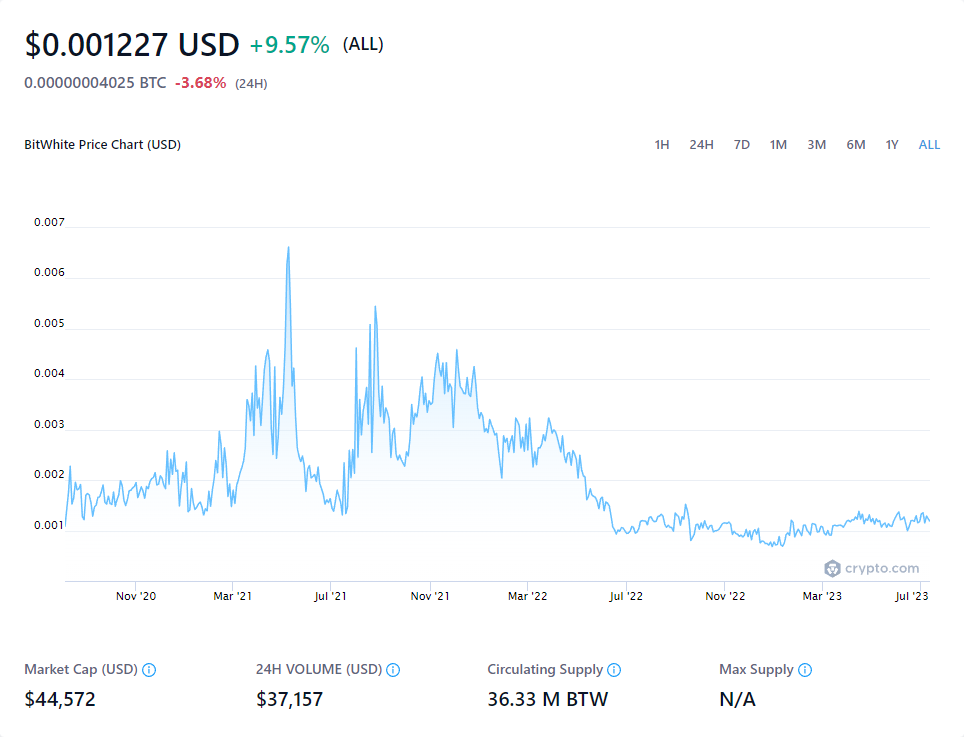 $0.001227 USD +9.57% (ALL)
0.00000004025 BTC -3.68% (24H)
BitWhite Price Chart (USD) 1H 24H 7D 1M 3M 6M 1Y ALL
0.007
0.006
0.005
0.004
0.003
0.002
0.001
crypto.com
Nov '20 Mar '21 Jul '21 Nov '21 Mar '22 Jul '22 Nov '22 Mar '23 Jul '23
Market Cap (USD) 24H VOLUME (USD) Circulating Supply Max Supply
$44,572 $37,157 36.33 M BTW N/A